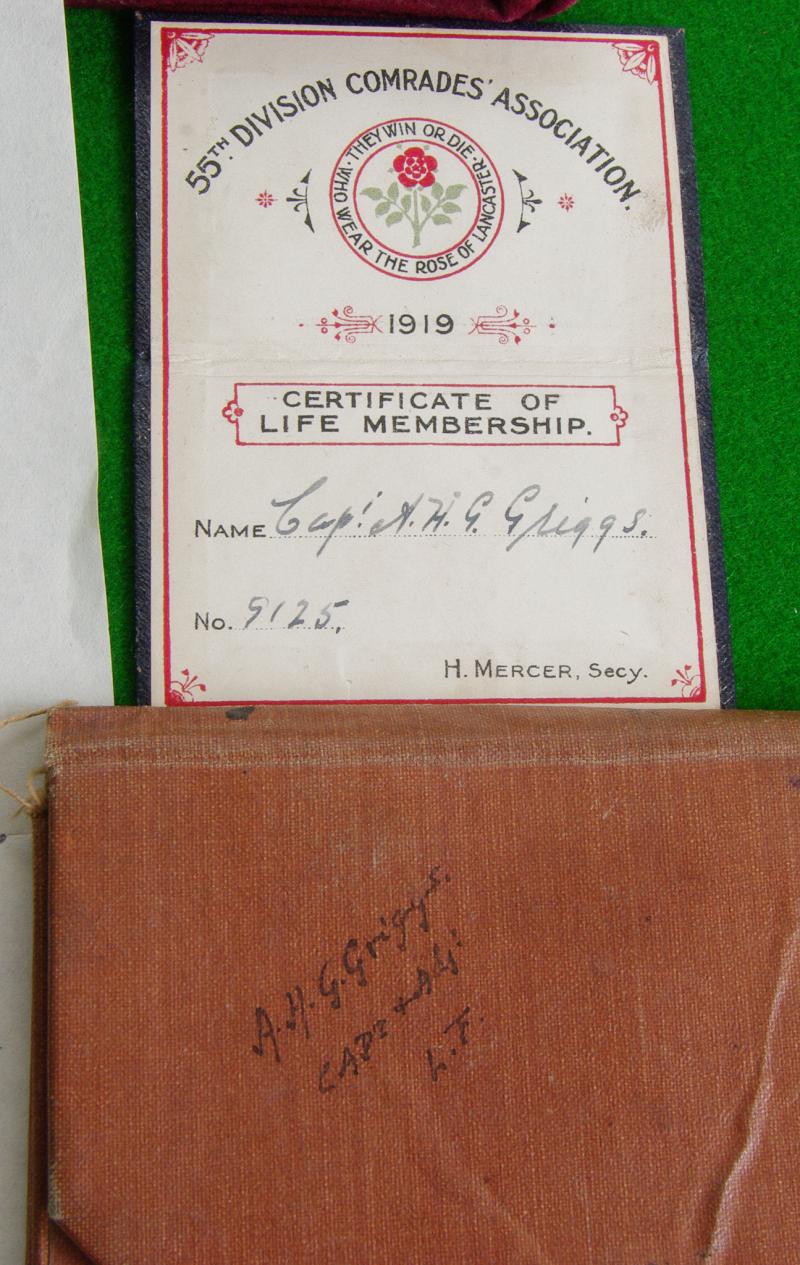 55TH DIVISION COMRADES' ASSOCIATION.
THEY WIN OR DIE · WHO WEAR THE ROSE OF LANCASTER ·
1919
CERTIFICATE OF
LIFE MEMBERSHIP.
NAME Capt A. H. G. Griggs.
No. 9125.
H. MERCER, Secy.
A. H. G. Griggs.
CAPT + Adj
L. F.